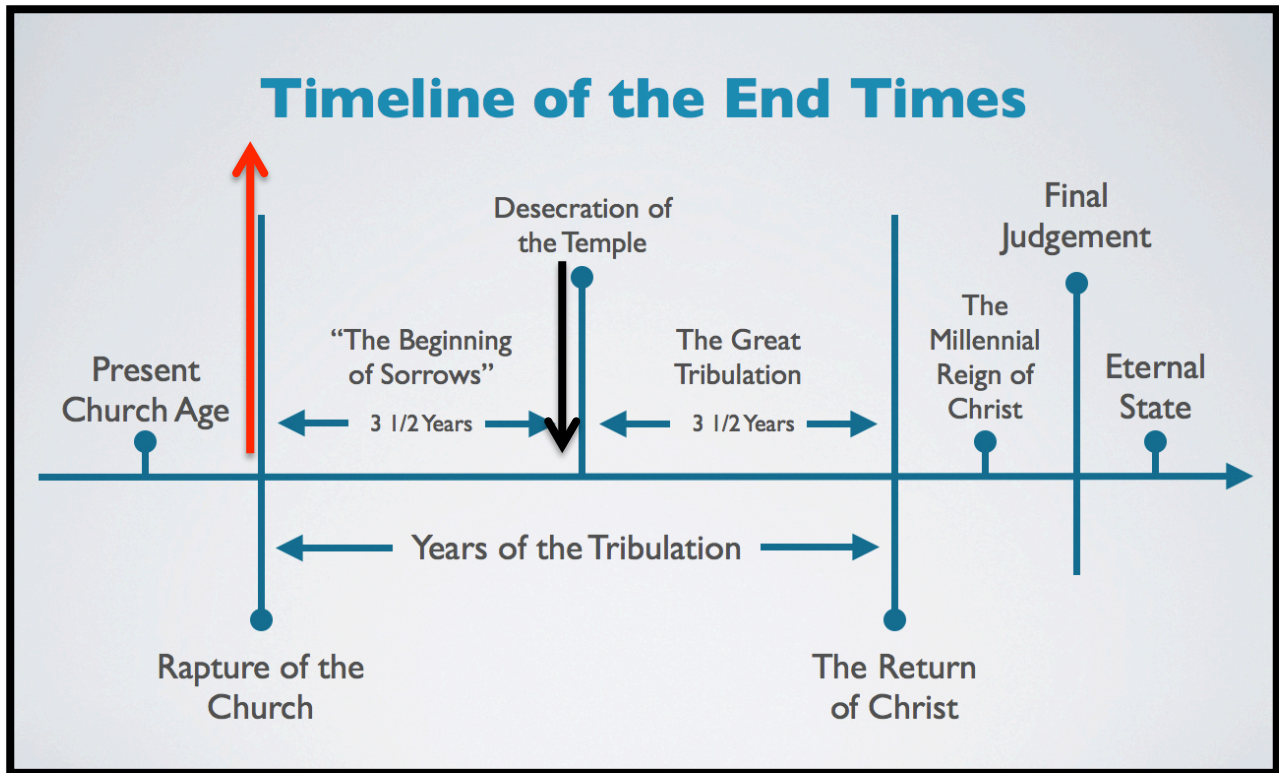 Timeline of the End Times
Present
Church Age
“The Beginning
of Sorrows”
3 1/2 Years
Desecration of
the Temple
The Great
Tribulation
3 1/2 Years
The
Millennial
Reign of
Christ
Final
Judgement
Eternal
State
Years of the Tribulation
Rapture of the
Church
The Return
of Christ